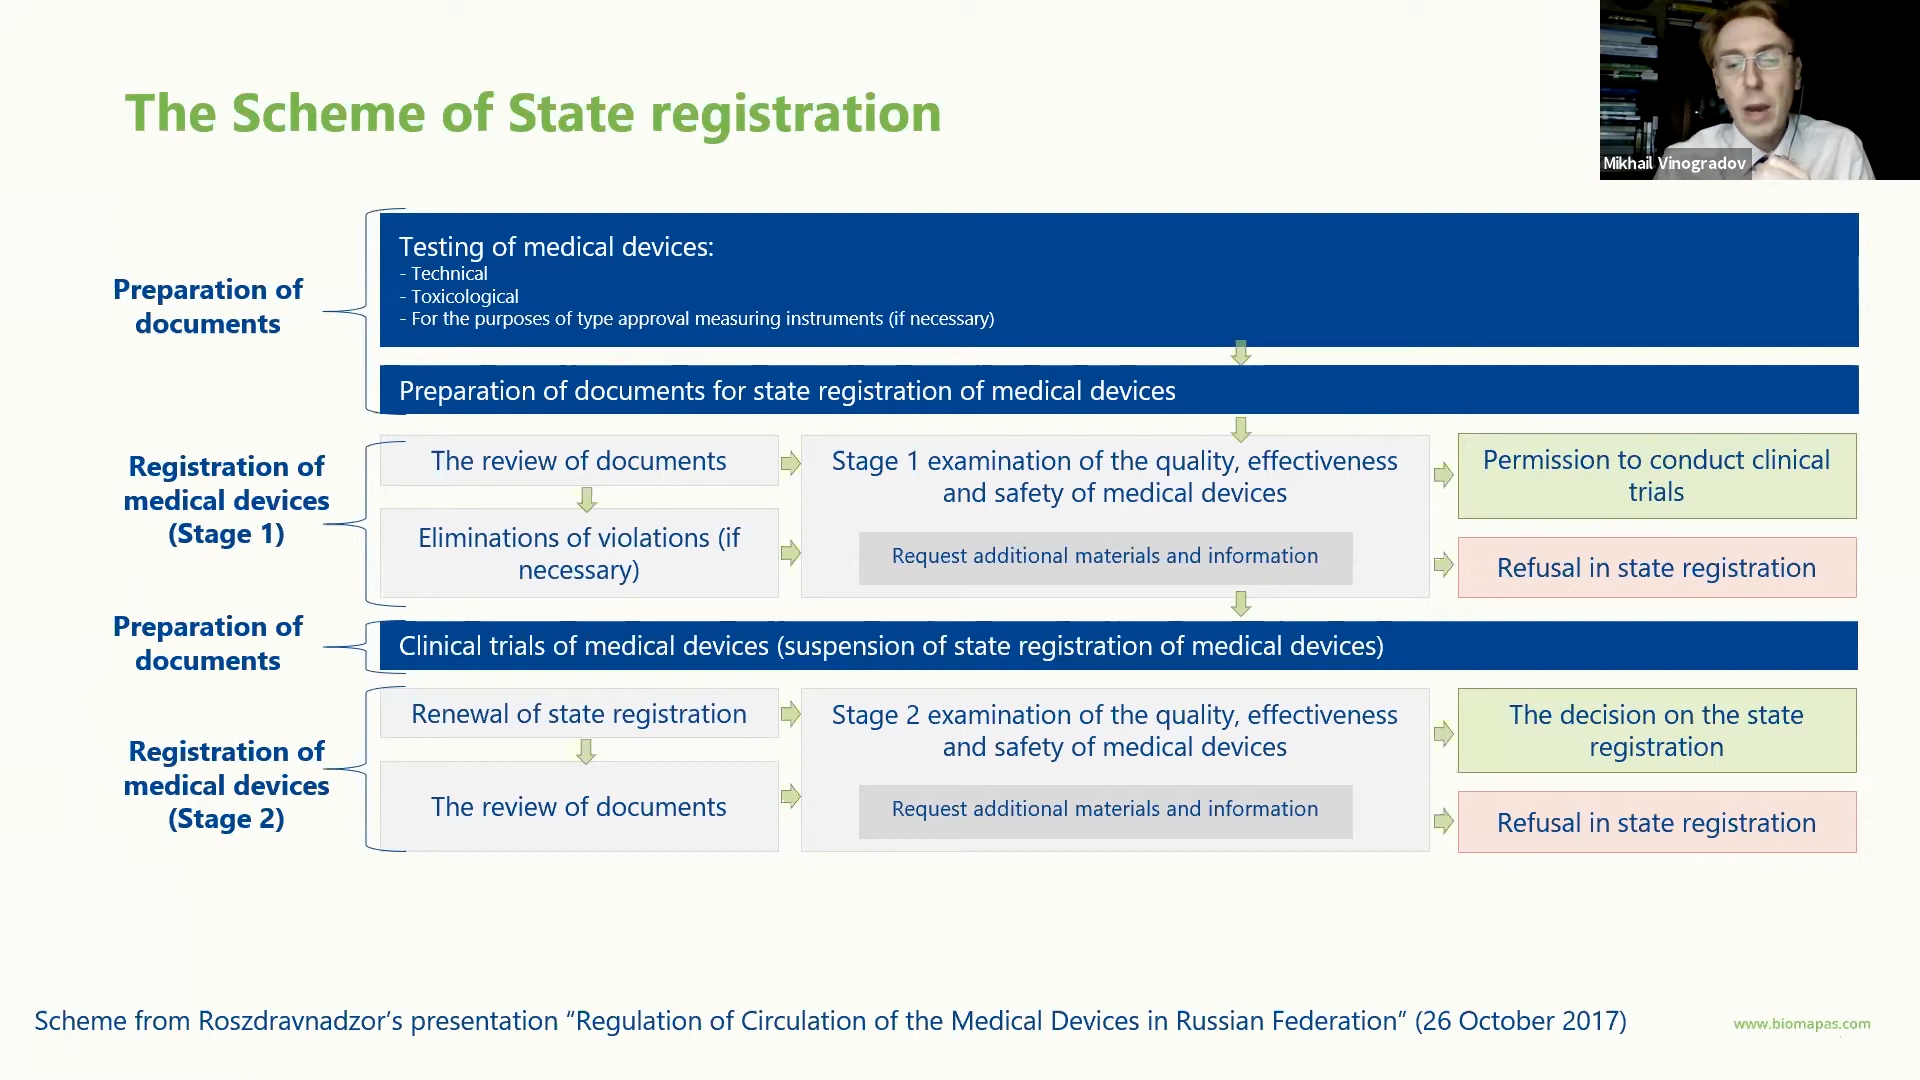 The Scheme of State registration
Mikhail Vinogradov
Preparation of
documents
Testing of medical devices:
- Technical
- Toxicological
- For the purposes of type approval measuring instruments (if necessary)
Preparation of documents for state registration of medical devices
Registration of
medical devices
(Stage 1)
The review of documents
Eliminations of violations (if
necessary)
Stage 1 examination of the quality, effectiveness
and safety of medical devices
Request additional materials and information
Permission to conduct clinical
trials
Refusal in state registration
Preparation of
documents
Clinical trials of medical devices (suspension of state registration of medical devices)
Registration of
medical devices
(Stage 2)
Renewal of state registration
The review of documents
Stage 2 examination of the quality, effectiveness
and safety of medical devices
Request additional materials and information
The decision on the state
registration
Refusal in state registration
Scheme from Roszdravnadzor’s presentation “Regulation of Circulation of the Medical Devices in Russian Federation” (26 October 2017)
www.biomapas.com